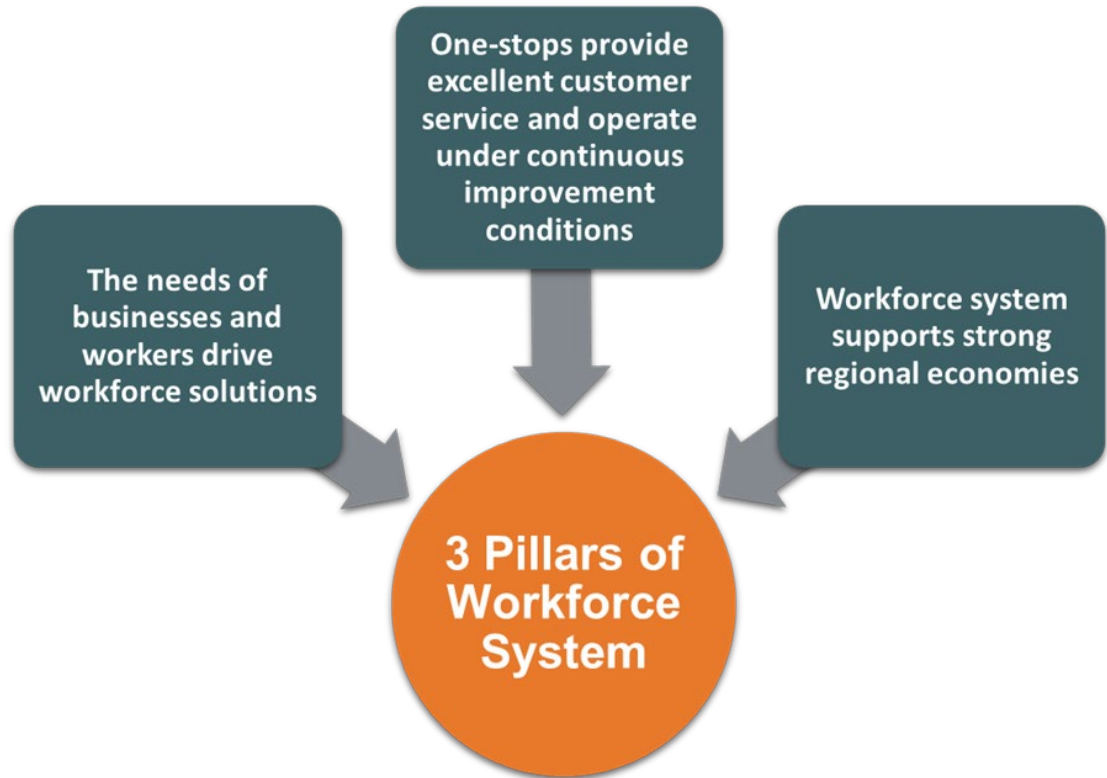 One-stops provide
excellent customer
service and operate
under continuous
improvement
conditions
The needs of
businesses and
workers drive
workforce solutions
Workforce system
supports strong
regional economies
3 Pillars of
Workforce
System